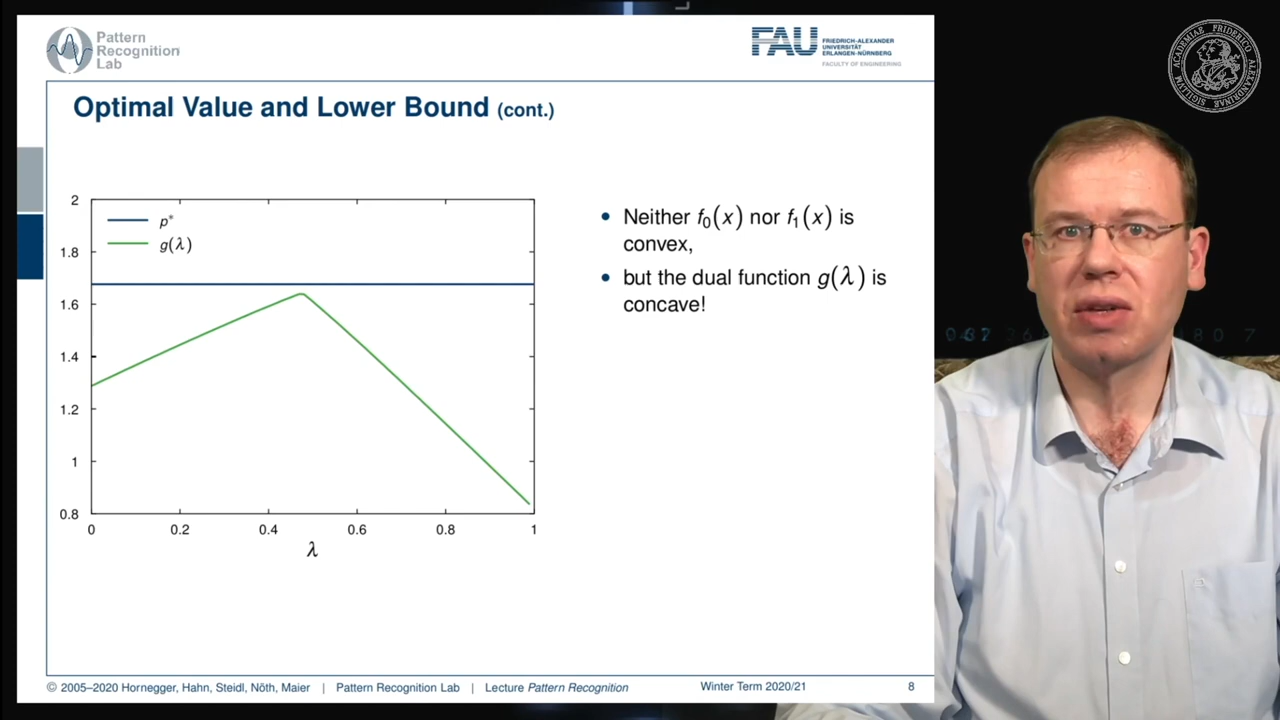 Pattern
Recognition
Lab
FAU
FRIEDRICH-ALEXANDER
UNIVERSITÄT
ERLANGEN-NÜRNBERG
FACULTY OF ENGINEERING
Optimal Value and Lower Bound (cont.)
2
1.8
1.6
1.4
1.2
1
0.8
p*
g(λ)
0 0.2 0.4 0.6 0.8 1
λ
• Neither f₀(x) nor f₁(x) is
convex,
• but the dual function g(λ) is
concave!
© 2005–2020 Hornegger, Hahn, Steidl, Nöth, Maier | Pattern Recognition Lab | Lecture Pattern Recognition Winter Term 2020/21 8